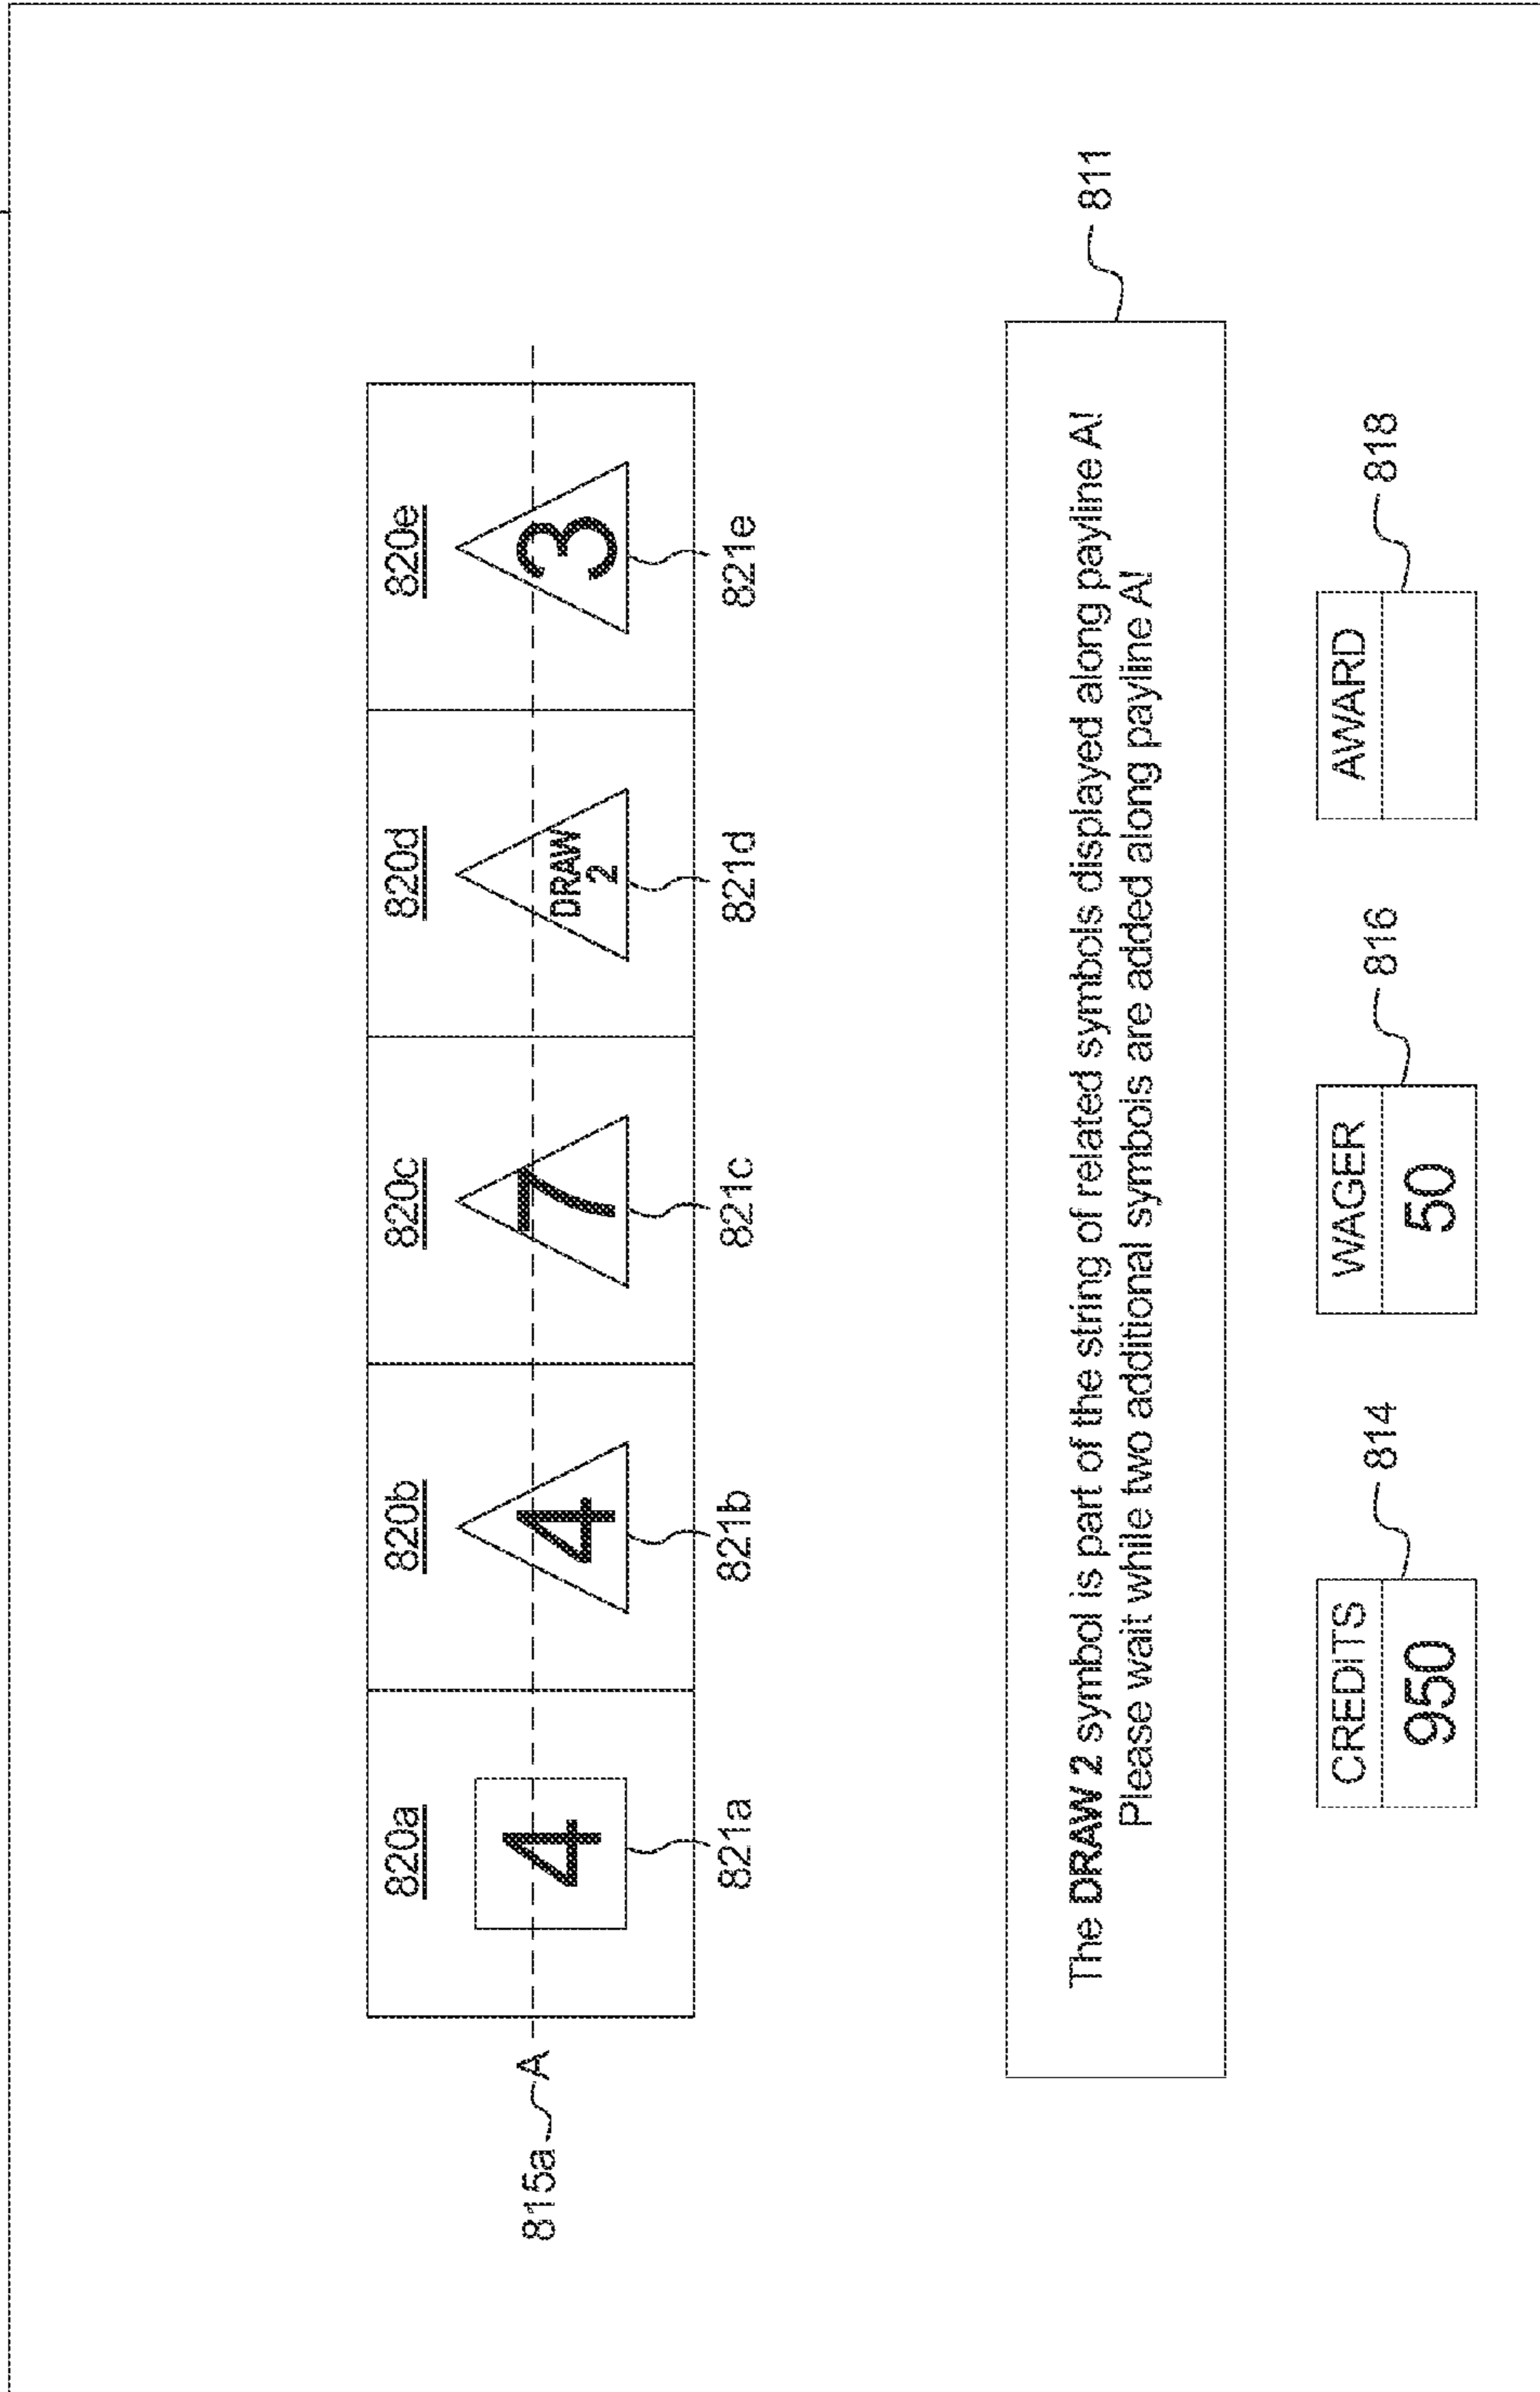 820a 820b 820c 820d 820e
815a A 4 4 7 DRAW 3
2
821a 821b 821c 821d 821e
The DRAW 2 symbol is part of the string of related symbols displayed along payline A!
Please wait while two additional symbols are added along payline A!
811
CREDITS 814 WAGER 816 AWARD 818
950 50